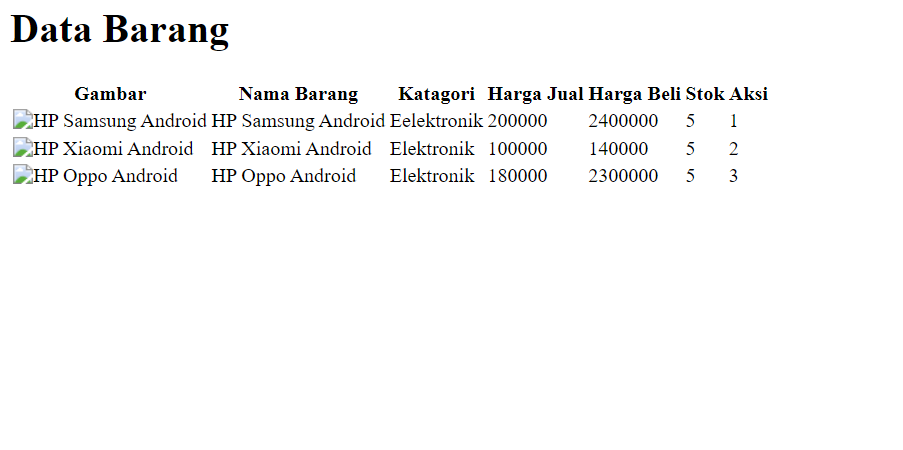 Data Barang
Gambar Nama Barang Katagori Harga Jual Harga Beli Stok Aksi
HP Samsung Android HP Samsung Android Eelektronik 200000 2400000 5 1
HP Xiaomi Android HP Xiaomi Android Elektronik 100000 140000 5 2
HP Oppo Android HP Oppo Android Elektronik 180000 2300000 5 3